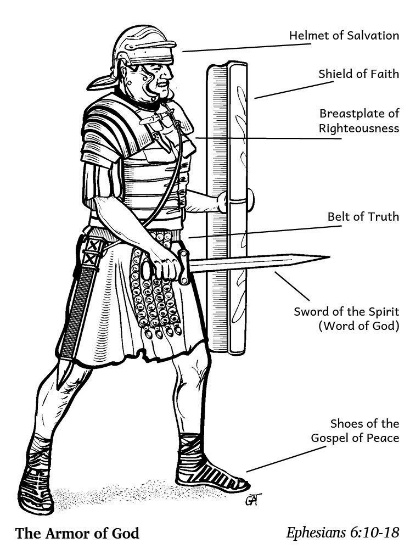 Helmet of Salvation
Shield of Faith
Breastplate of
Righteousness
Belt of Truth
Sword of the Spirit
(Word of God)
Shoes of the
Gospel of Peace
The Armor of God
Ephesians 6:10-18